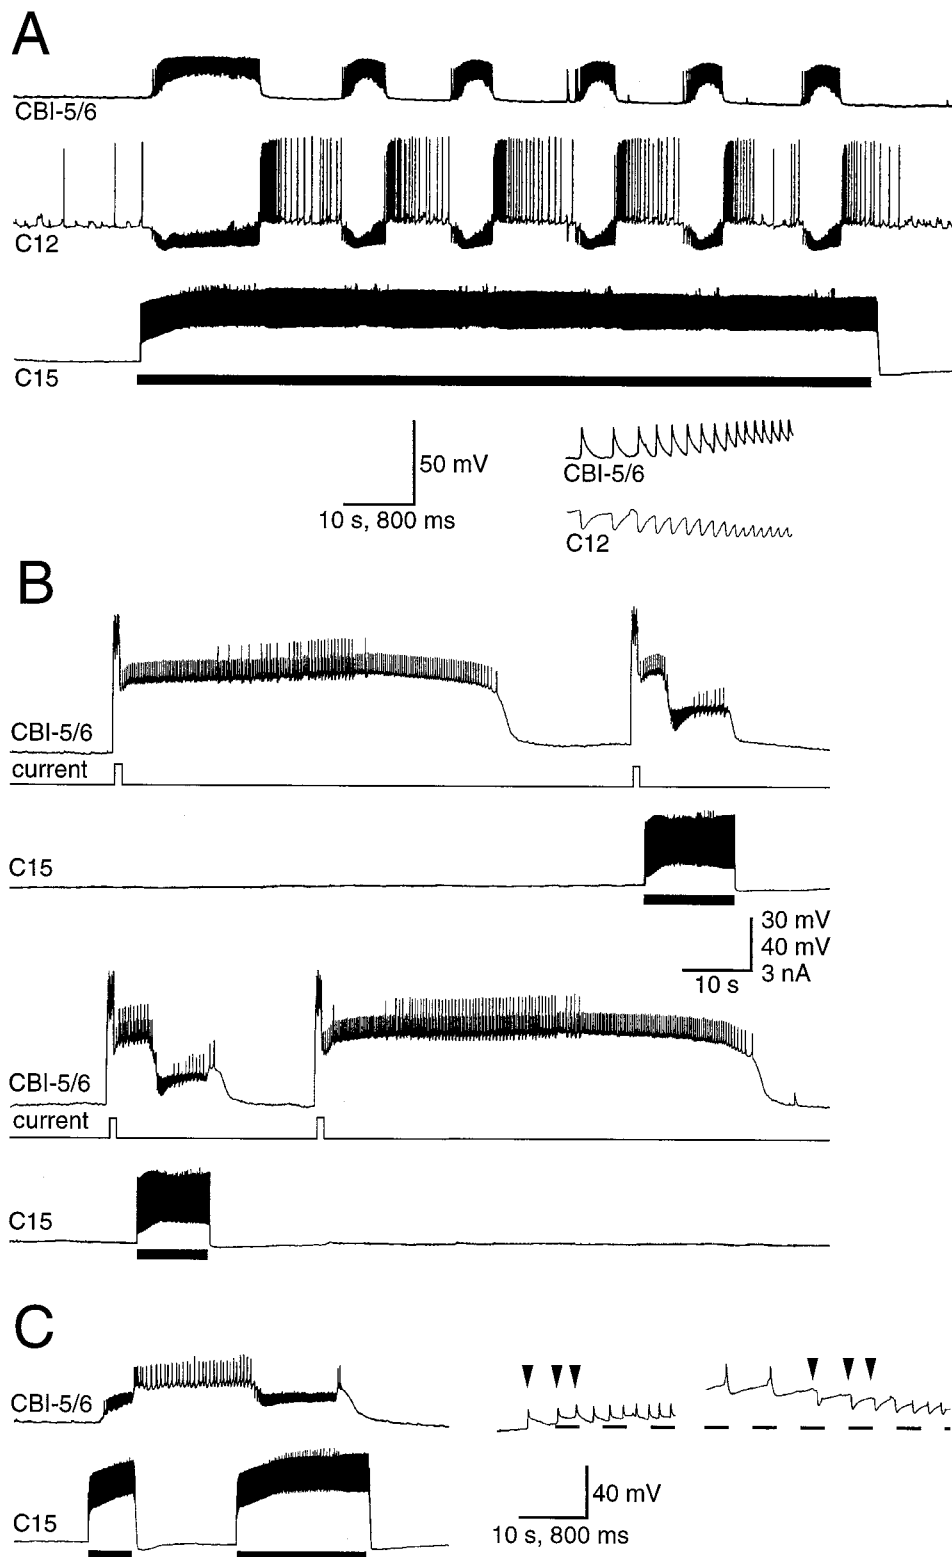 A
CBI-5/6
C12
C15
50 mV
10 s, 800 ms
CBI-5/6
C12
B
CBI-5/6
current
C15
30 mV
40 mV
3 nA
10 s
CBI-5/6
current
C15
C
CBI-5/6
C15
40 mV
10 s, 800 ms